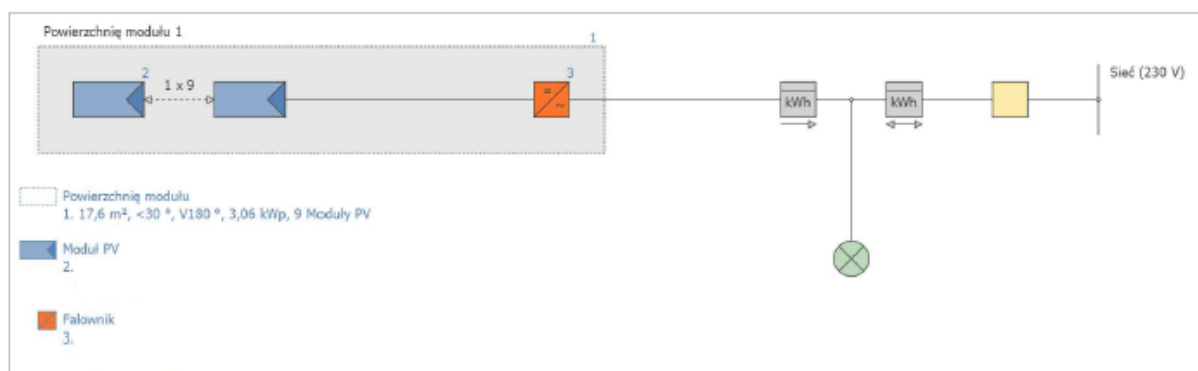 Powierzchnię modułu 1
1
2
1 x 9
3
=
~
kWh
kWh
Sieć (230 V)
Powierzchnię modułu
1. 17,6 m², <30 °, V180 °, 3,06 kWp, 9 Moduły PV
Moduł PV
2.
Falownik
3.